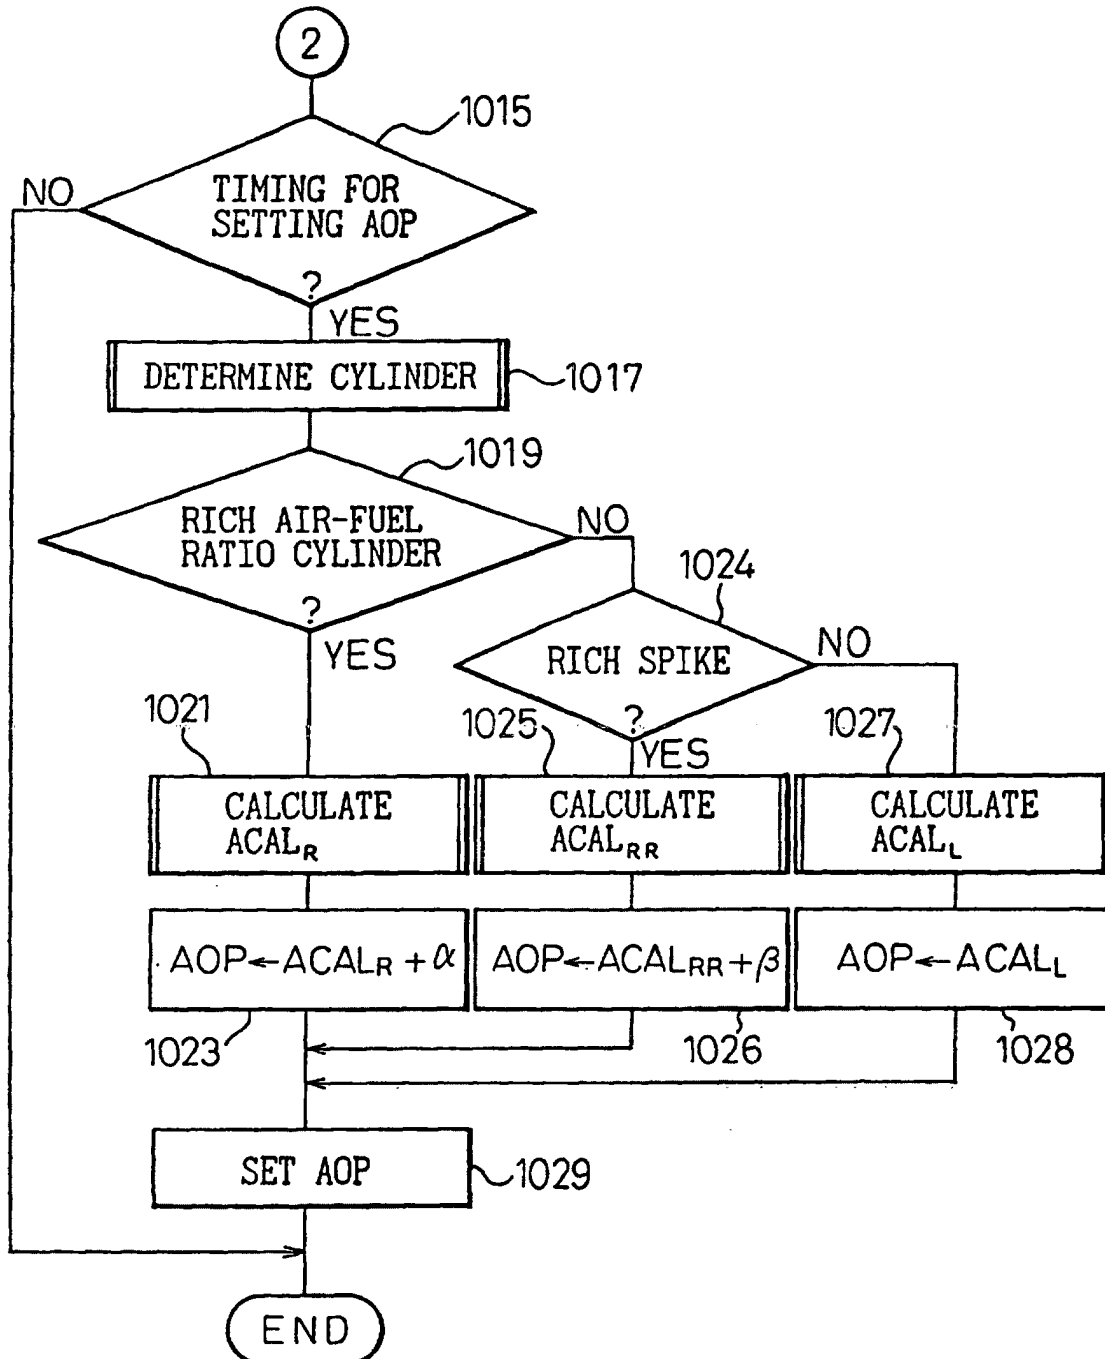 2
1015
NO
TIMING FOR
SETTING AOP
?
YES
DETERMINE CYLINDER
1017
1019
RICH AIR-FUEL
RATIO CYLINDER
?
NO
YES
1024
RICH SPIKE
?
NO
YES
1021
1025
1027
CALCULATE
ACALR
CALCULATE
ACALRR
CALCULATE
ACALL
AOP←ACALR+α
AOP←ACALRR+β
AOP←ACALL
1023
1026
1028
SET AOP
1029
END